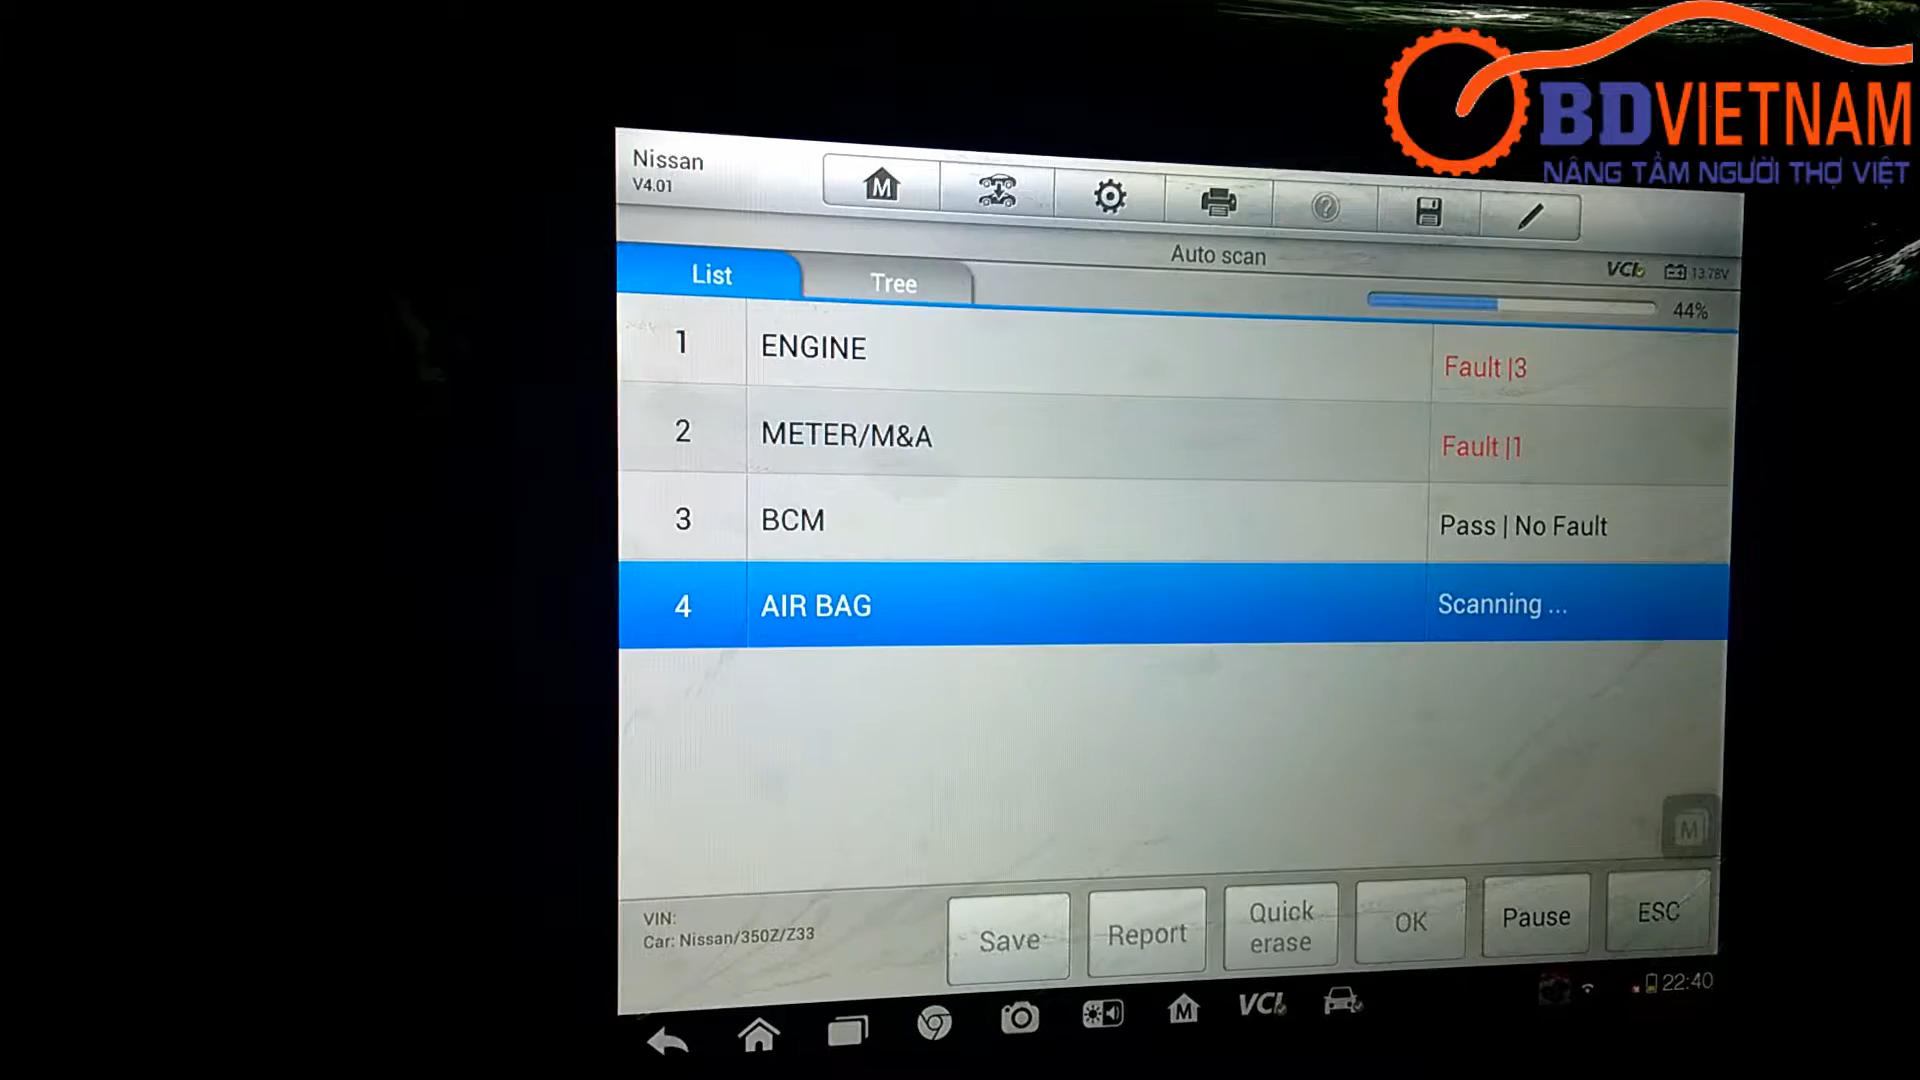 BDVIETNAM
NÂNG TẦM NGƯỜI THỢ VIỆT
Nissan
V4.01
M
Auto scan
VCI
13.78V
List
Tree
44%
1
ENGINE
Fault |3
2
METER/M&A
Fault |1
3
BCM
Pass | No Fault
4
AIR BAG
Scanning ...
M
VIN:
Car: Nissan/350Z/Z33
Save
Report
Quick
erase
OK
Pause
ESC
M
VCI
22:40